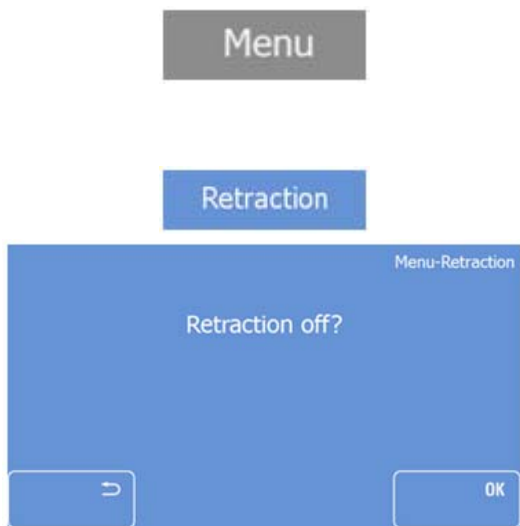 Menu
Retraction
Menu-Retraction
Retraction off?
OK